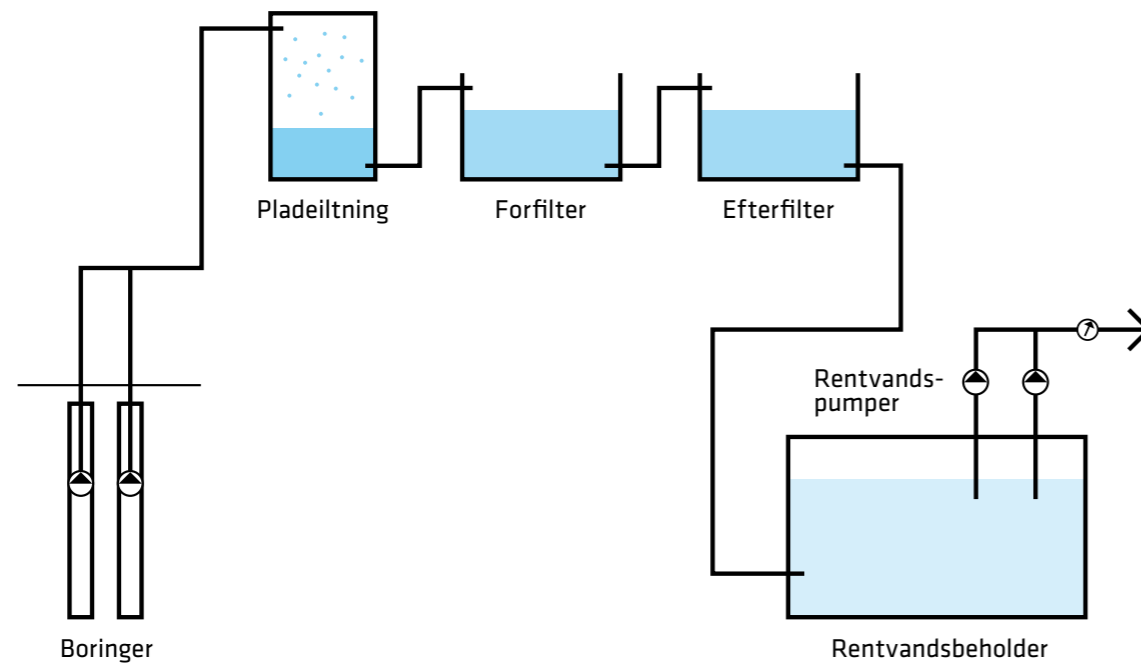 Pladeiltning
Forfilter
Efterfilter
Rentvands-
pumper
Boringer
Rentvandsbeholder